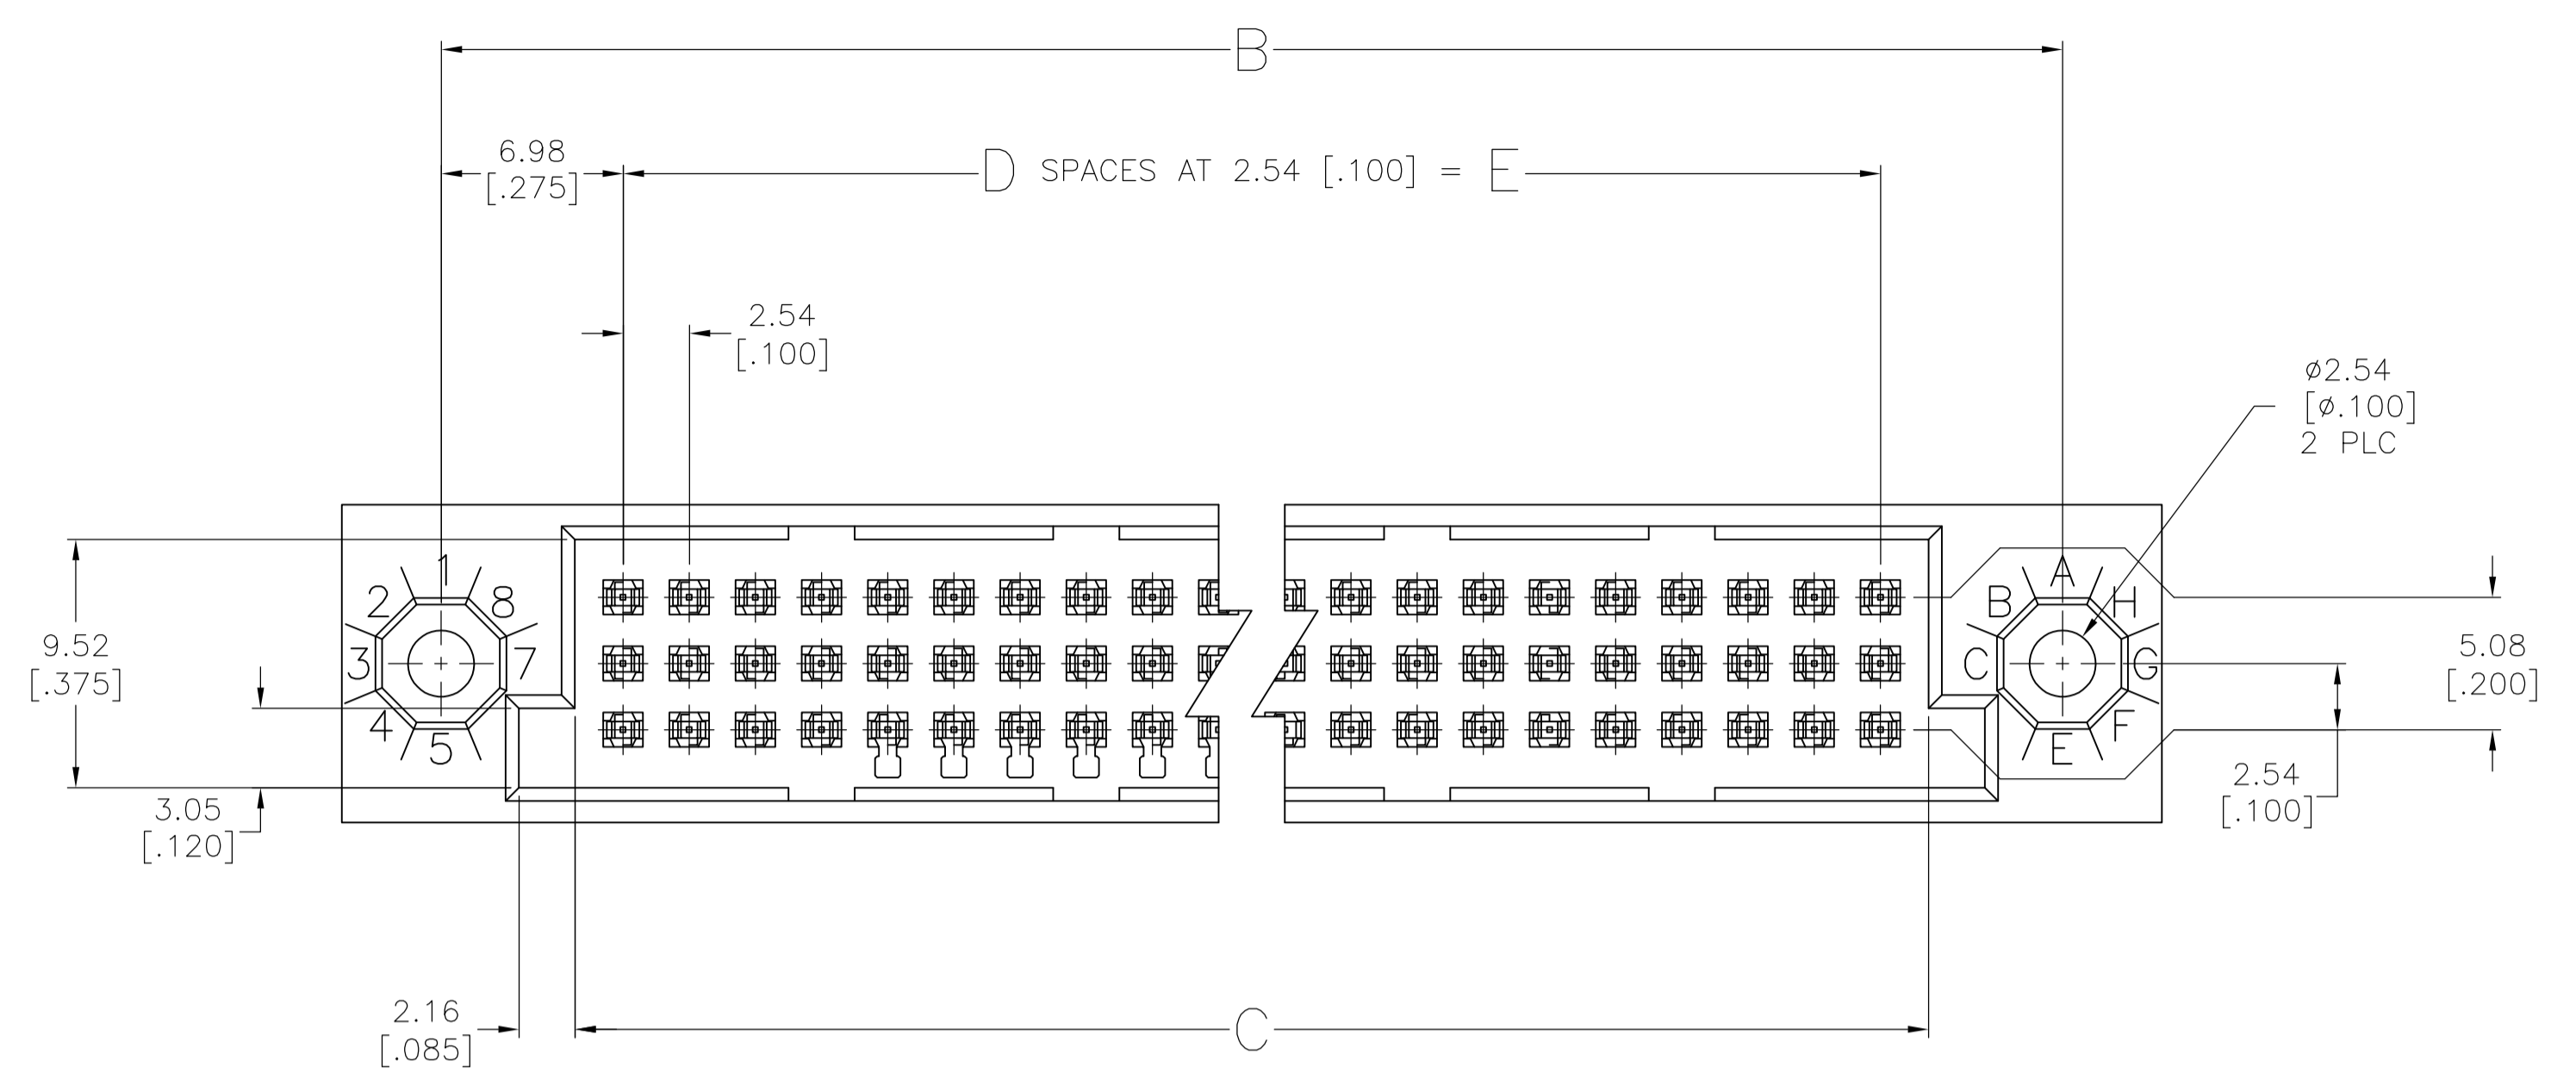 B
6.98
[.275]
D SPACES AT 2.54 [.100] = E
2.54
[.100]
ø2.54
[ø.100]
2 PLC
1
2
8
3
7
4
5
A
B
H
C
G
F
E
9.52
[.375]
5.08
[.200]
3.05
[.120]
2.54
[.100]
2.16
[.085]
C